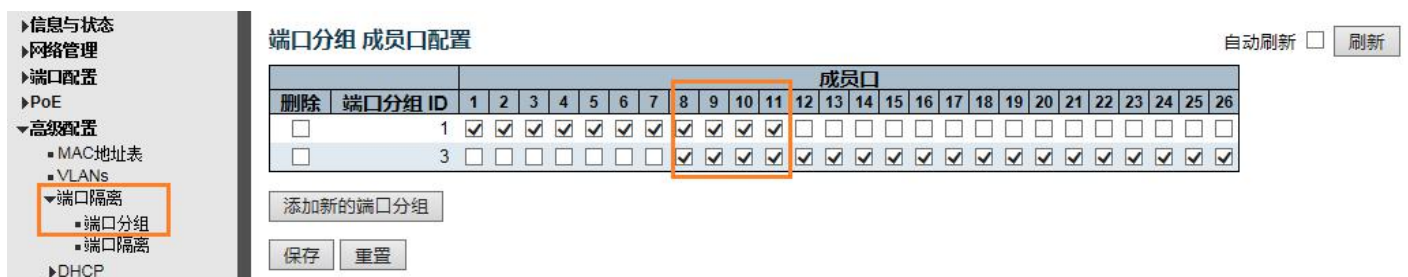 信息与状态
网络管理
端口配置
PoE
高级配置
MAC地址表
VLANs
端口隔离
端口分组
端口隔离
DHCP
端口分组 成员口配置
自动刷新 刷新
成员口
删除 端口分组 ID 1 2 3 4 5 6 7 8 9 10 11 12 13 14 15 16 17 18 19 20 21 22 23 24 25 26
1
3
添加新的端口分组
保存 重置